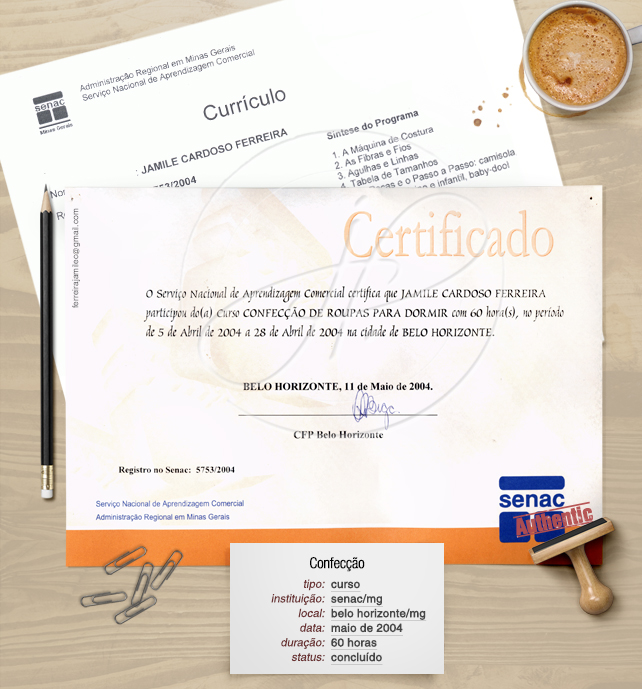 Administração Regional em Minas Gerais
Serviço Nacional de Aprendizagem Comercial
senac
Minas Gerais
Currículo
: JAMILE CARDOSO FERREIRA
5753/2004
Síntese do Programa
1. A Máquina de Costura
2. As Fibras e Fios
3. Agulhas e Linhas
4. Tabela de Tamanhos
e o Passo a Passo: camisola
e infantil, baby-dool
ferreirajamileo@gmail.com
Certificado
O Serviço Nacional de Aprendizagem Comercial certifica que JAMILE CARDOSO FERREIRA
participou do(a) Curso CONFECÇÃO DE ROUPAS PARA DORMIR com 60 hora(s), no período
de 5 de Abril de 2004 a 28 de Abril de 2004 na cidade de BELO HORIZONTE.
BELO HORIZONTE, 11 de Maio de 2004.
CFP Belo Horizonte
Registro no Senac: 5753/2004
Serviço Nacional de Aprendizagem Comercial
Administração Regional em Minas Gerais
senac
Authentic
Confecção
tipo: curso
instituição: senac/mg
local: belo horizonte/mg
data: maio de 2004
duração: 60 horas
status: concluído